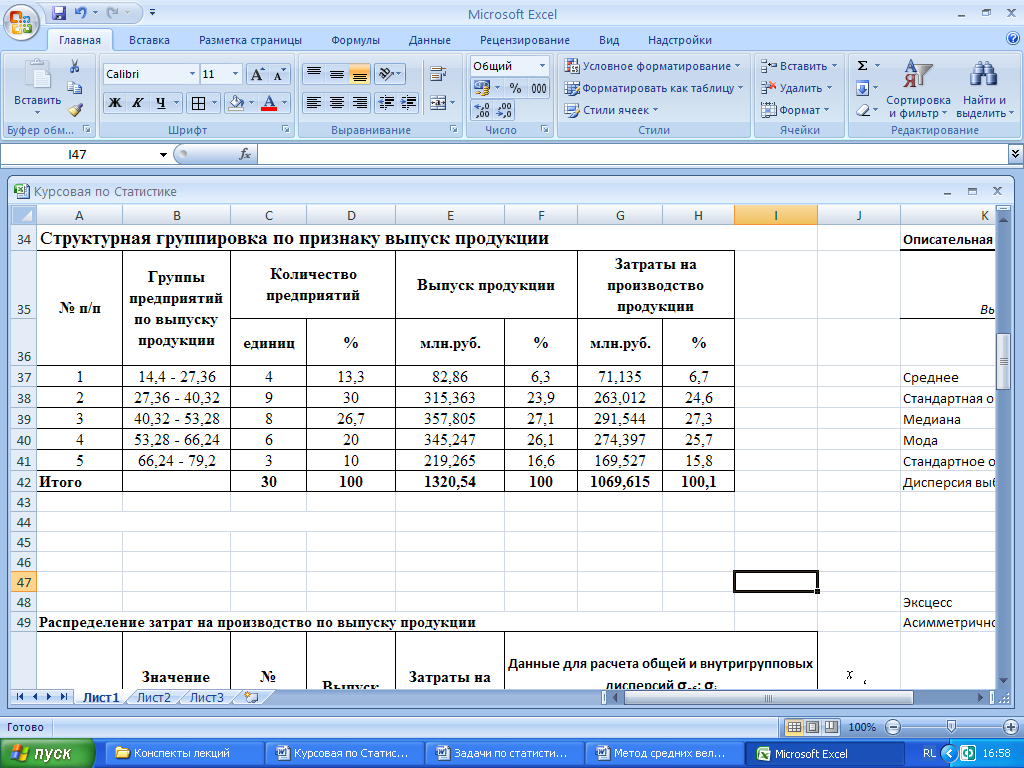 Microsoft Excel
Главная Вставка Разметка страницы Формулы Данные Рецензирование Вид Надстройки
Вставить
Буфер обм...
Calibri 11
Ж К Ч
Шрифт
Выравнивание
Общий
% 000
Число
Условное форматирование
Форматировать как таблицу
Стили ячеек
Стили
Вставить
Удалить
Формат
Ячейки
Сортировка и фильтр
Найти и выделить
Редактирование
I47
fx
Курсовая по Статистике
A B C D E F G H I J K
34 Структурная группировка по признаку выпуск продукции Описательная
35 № п/п Группы предприятий по выпуску продукции Количество предприятий Выпуск продукции Затраты на производство продукции Вы
36 единиц % млн.руб. % млн.руб. %
37 1 14,4 - 27,36 4 13,3 82,86 6,3 71,135 6,7 Среднее
38 2 27,36 - 40,32 9 30 315,363 23,9 263,012 24,6 Стандартная о
39 3 40,32 - 53,28 8 26,7 357,805 27,1 291,544 27,3 Медиана
40 4 53,28 - 66,24 6 20 345,247 26,1 274,397 25,7 Мода
41 5 66,24 - 79,2 3 10 219,265 16,6 169,527 15,8 Стандартное о
42 Итого 30 100 1320,54 100 1069,615 100,1 Дисперсия выб
43
44
45
46
47
48 Эксцесс
49 Распределение затрат на производство по выпуску продукции Асимметрично
Значение № Выпуск Затраты на Данные для расчета общей и внутригрупповых
дисперсий
x
Лист1 Лист2 Лист3
Готово 100%
пуск Конспекты лекций Курсовая по Статис... Задачи по статисти... Метод средних вел... Microsoft Excel RL 16:58